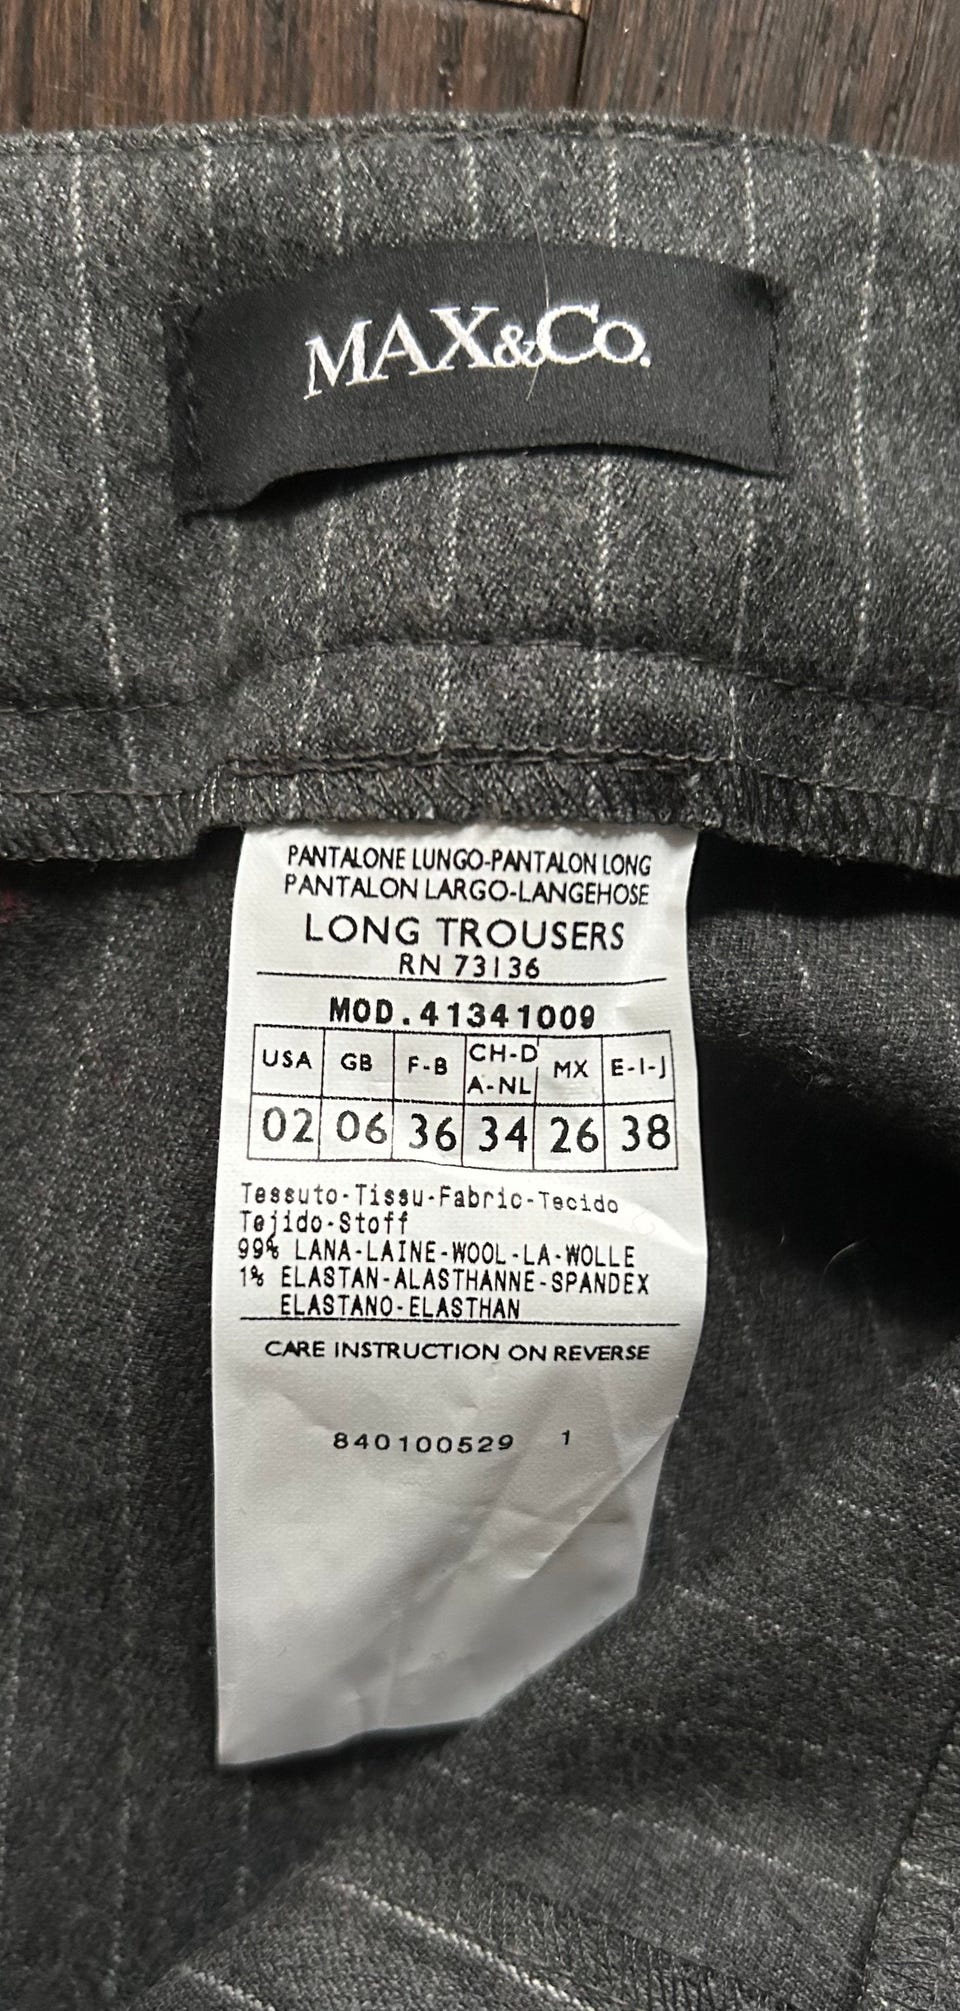 MAX&Co.
PANTALONE LUNGO-PANTALON LONG
PANTALON LARGO-LANGEHOSE
LONG TROUSERS
RN 73136
MOD.41341009
USA GB F-B CH-D A-NL MX E-I-J
02 06 36 34 26 38
Tessuto-Tissu-Fabric-Tecido
Tejido-Stoff
99% LANA-LAINE-WOOL-LA-WOLLE
1% ELASTAN-ALASTHANNE-SPANDEX
ELASTANO-ELASTHAN
CARE INSTRUCTION ON REVERSE
840100529 1